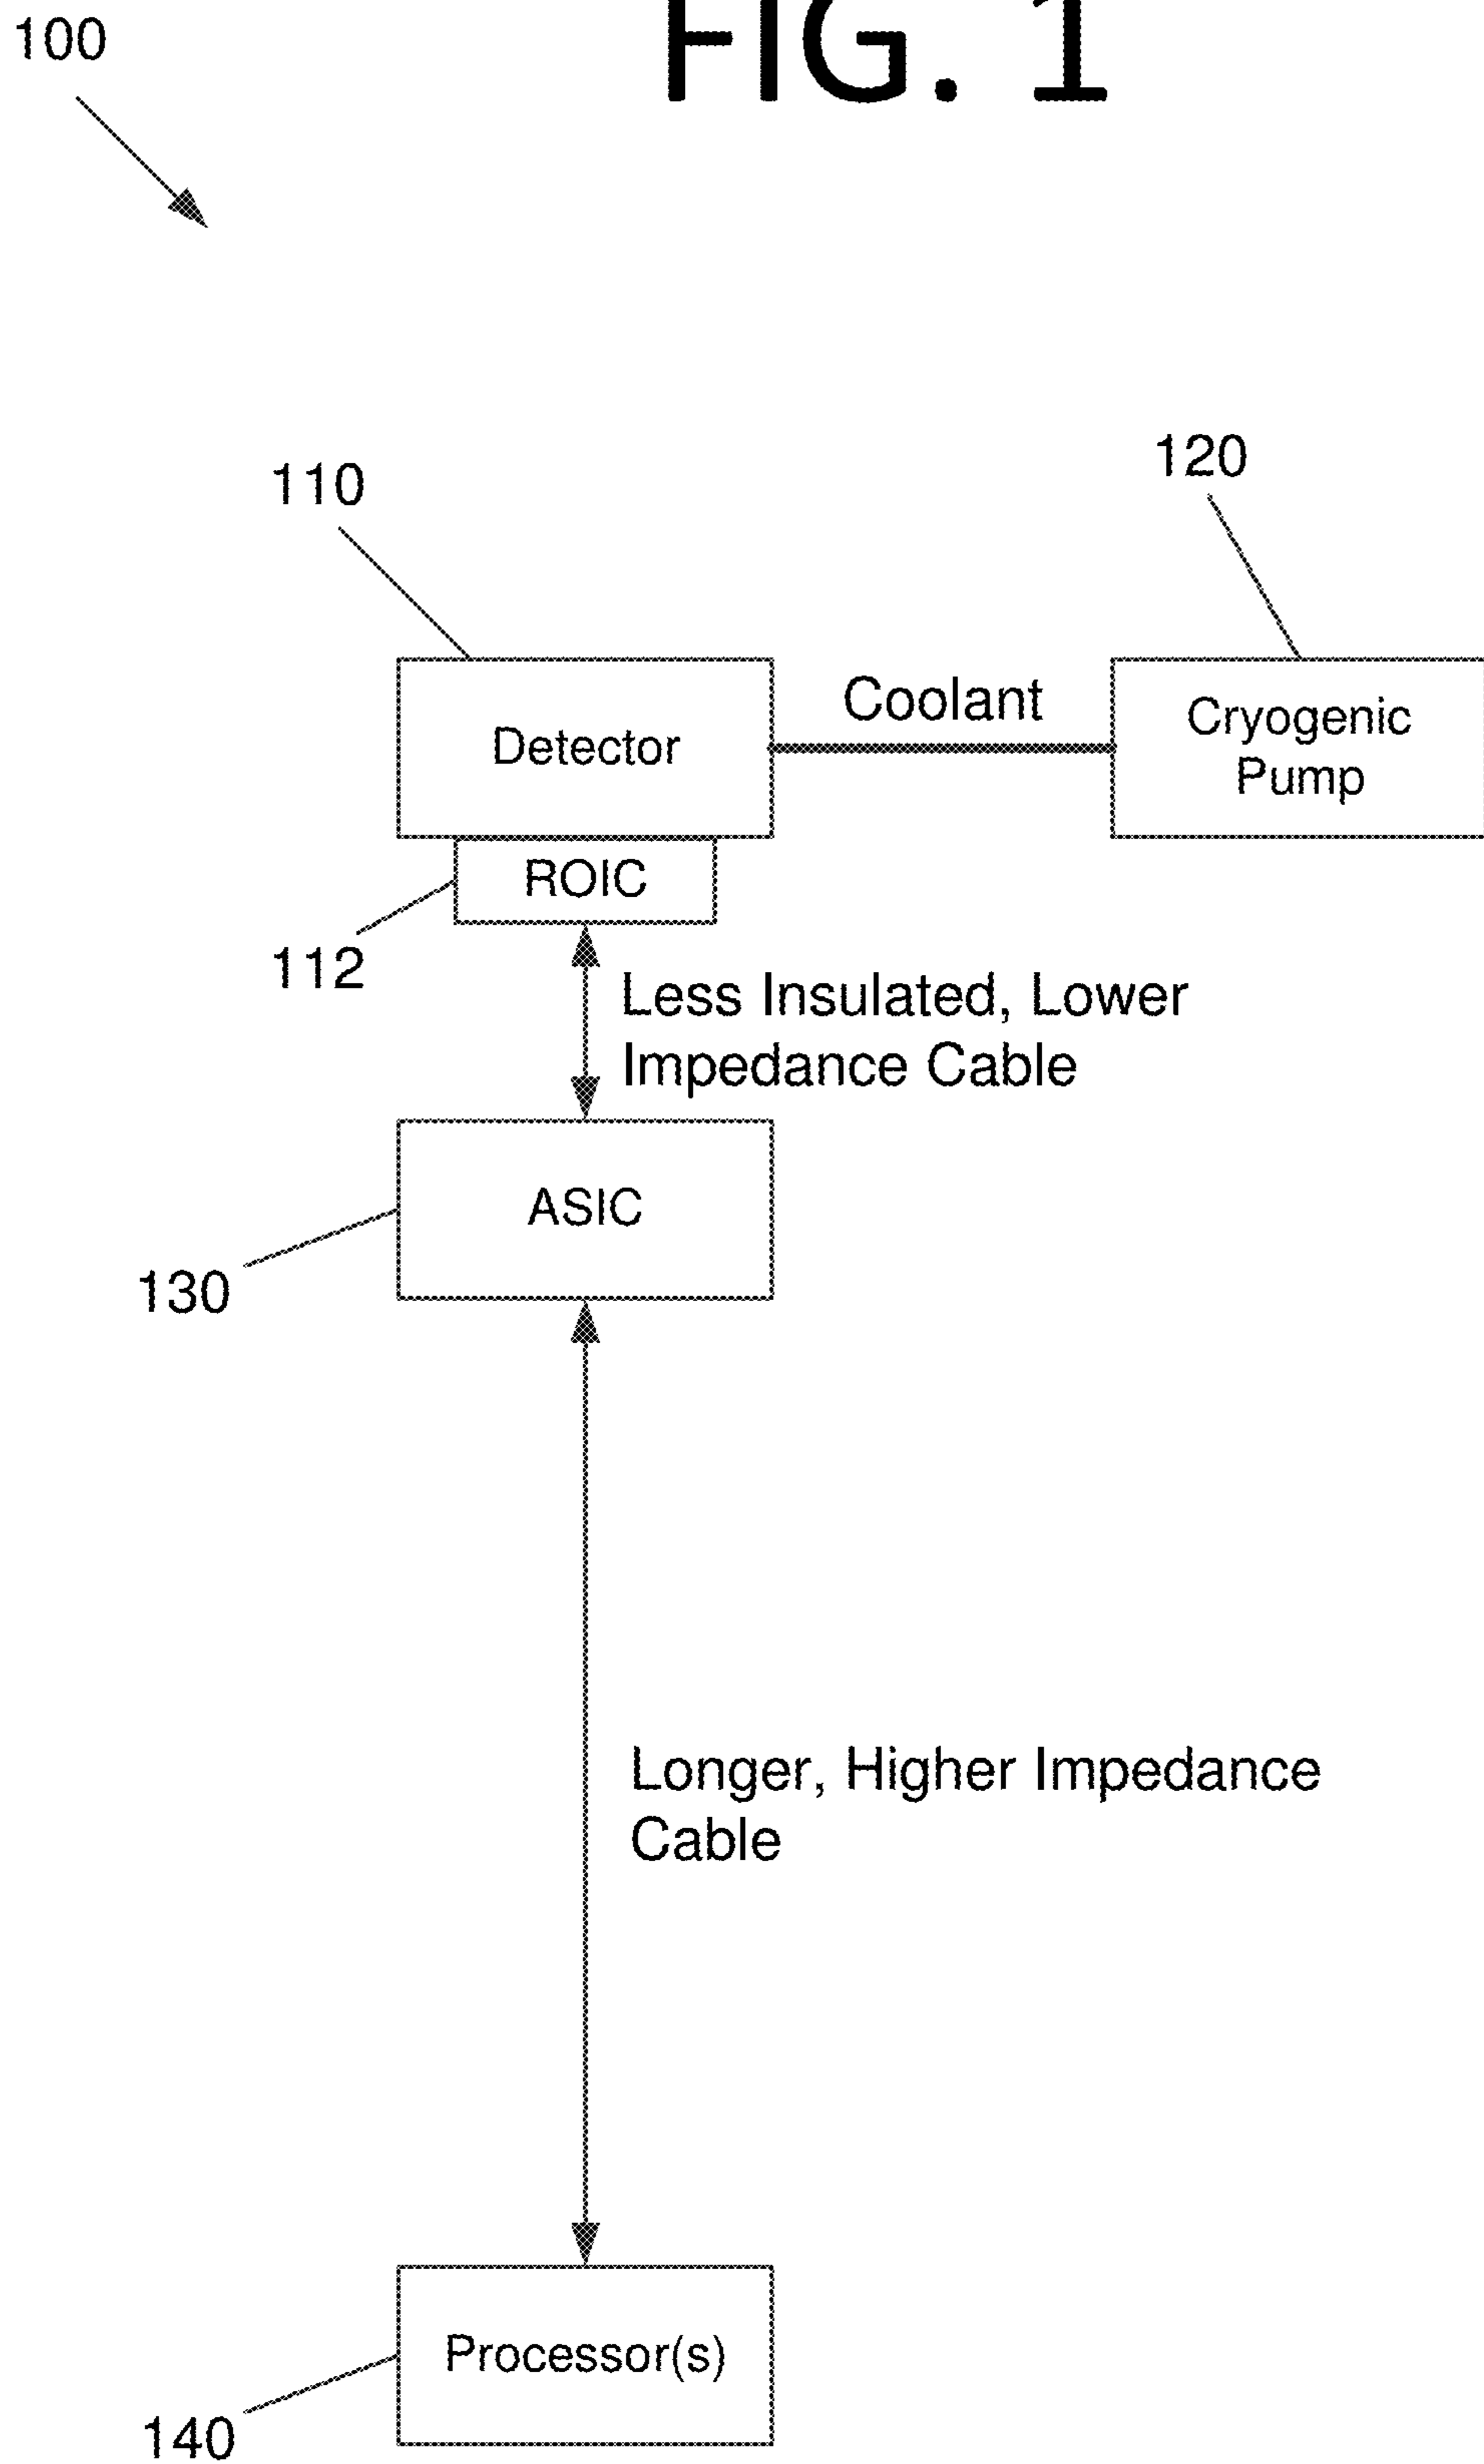 FIG. 1
100
110
120
Detector
Coolant
Cryogenic
Pump
ROIC
112
Less Insulated, Lower
Impedance Cable
ASIC
130
Longer, Higher Impedance
Cable
Processor(s)
140